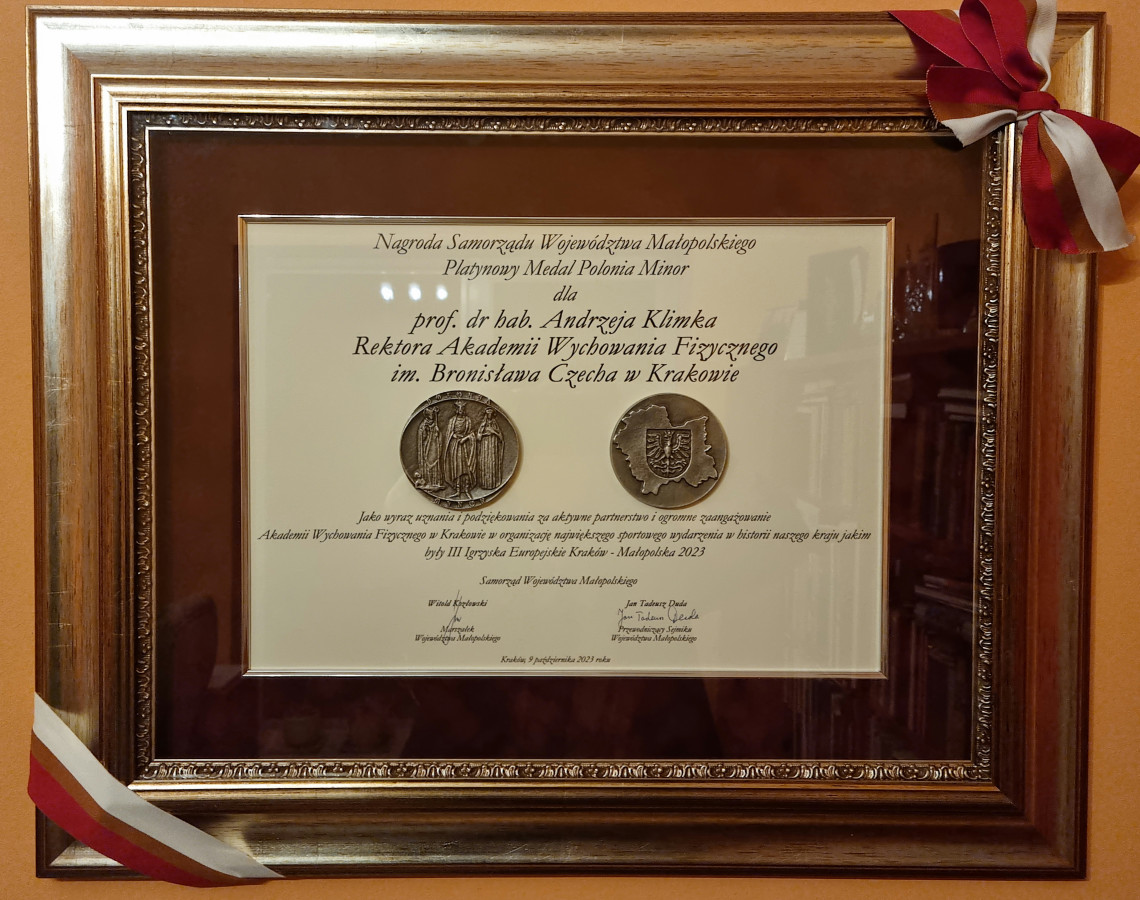 Nagroda Samorządu Województwa Małopolskiego
Platynowy Medal Polonia Minor
dla
prof. dr hab. Andrzeja Klimka
Rektora Akademii Wychowania Fizycznego
im. Bronisława Czecha w Krakowie
Jako wyraz uznania i podziękowania za aktywne partnerstwo i ogromne zaangażowanie
Akademii Wychowania Fizycznego w Krakowie w organizację największego sportowego wydarzenia w historii naszego kraju jakim
były III Igrzyska Europejskie Kraków - Małopolska 2023
Samorząd Województwa Małopolskiego
Witold Kozłowski
Marszałek
Województwa Małopolskiego
Jan Tadeusz Duda
Jan Tadeusz Duda
Przewodniczący Sejmiku
Województwa Małopolskiego
Kraków, 9 października 2023 roku